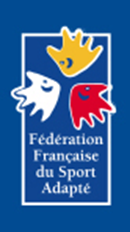 Fédération
Française
du Sport
Adapté